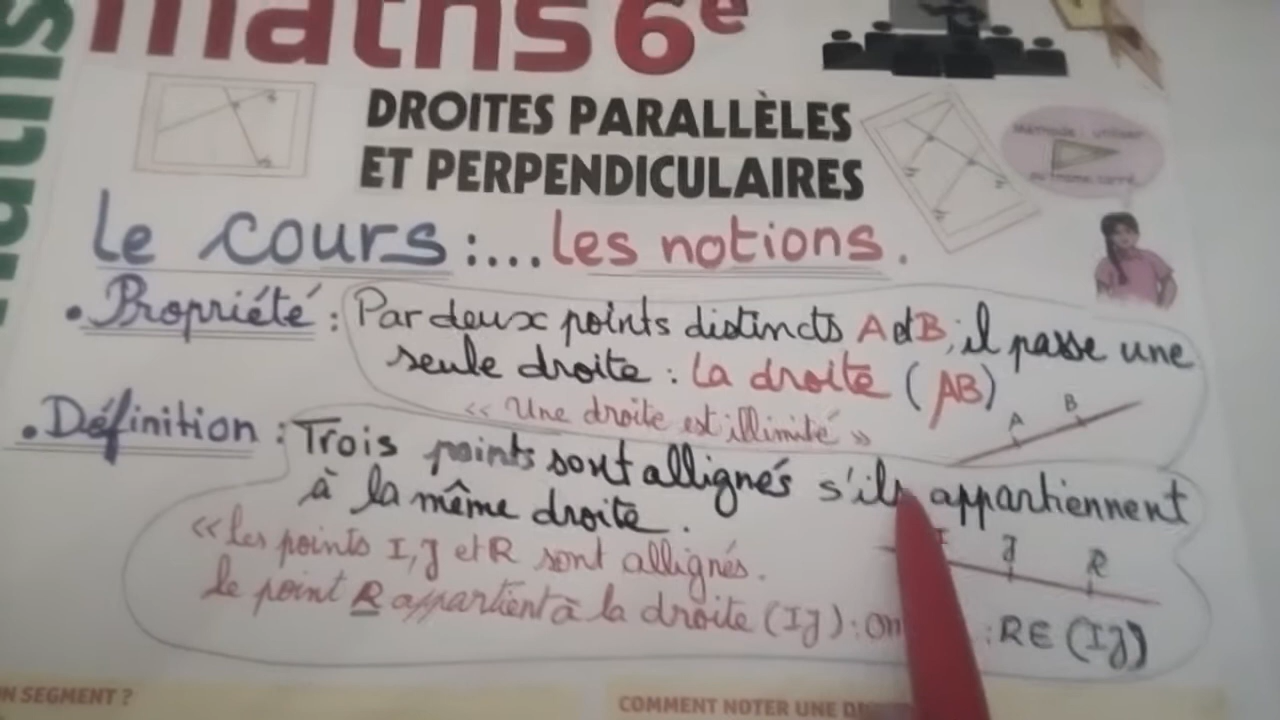 maths 6e
DROITES PARALLÈLES
ET PERPENDICULAIRES
le cours :...les notions.
• Propriété : Par deux points distincts A et B, il passe une
seule droite : la droite (AB)
« Une droite est illimité »
A B
• Définition : Trois points sont allignés s'ils appartiennent
à la même droite.
« les points I, J et R sont allignés.
I J R
le point R appartient à la droite (IJ) : on : R ∈ (IJ)
N SEGMENT ?
COMMENT NOTER UNE